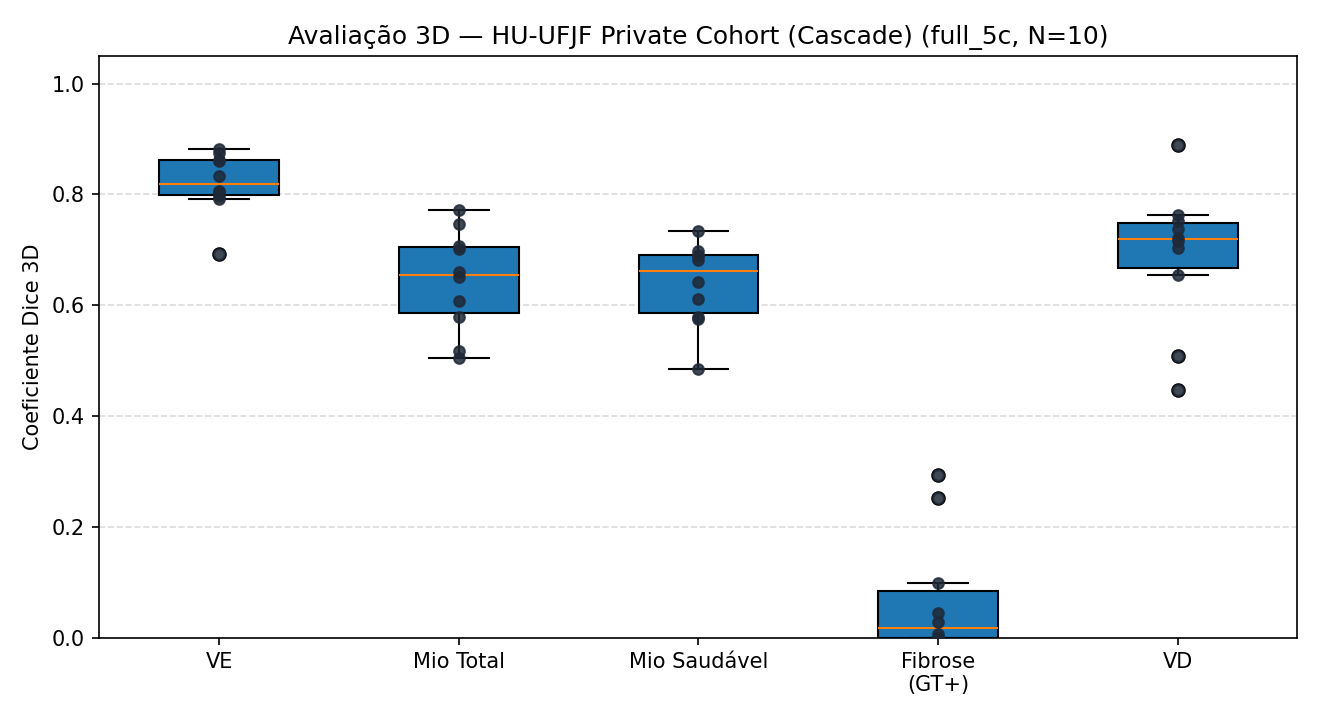 Avaliação 3D — HU-UFJF Private Cohort (Cascade) (full_5c, N=10)
Coeficiente Dice 3D
1.0
0.8
0.6
0.4
0.2
0.0
VE
Mio Total
Mio Saudável
Fibrose
(GT+)
VD